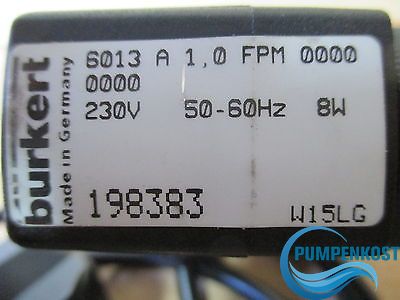 burkert
Made in Germany
6013 A 1,0 FPM 0000
0000
230V 50-60Hz 8W
198383
W15LG
PUMPENKOST